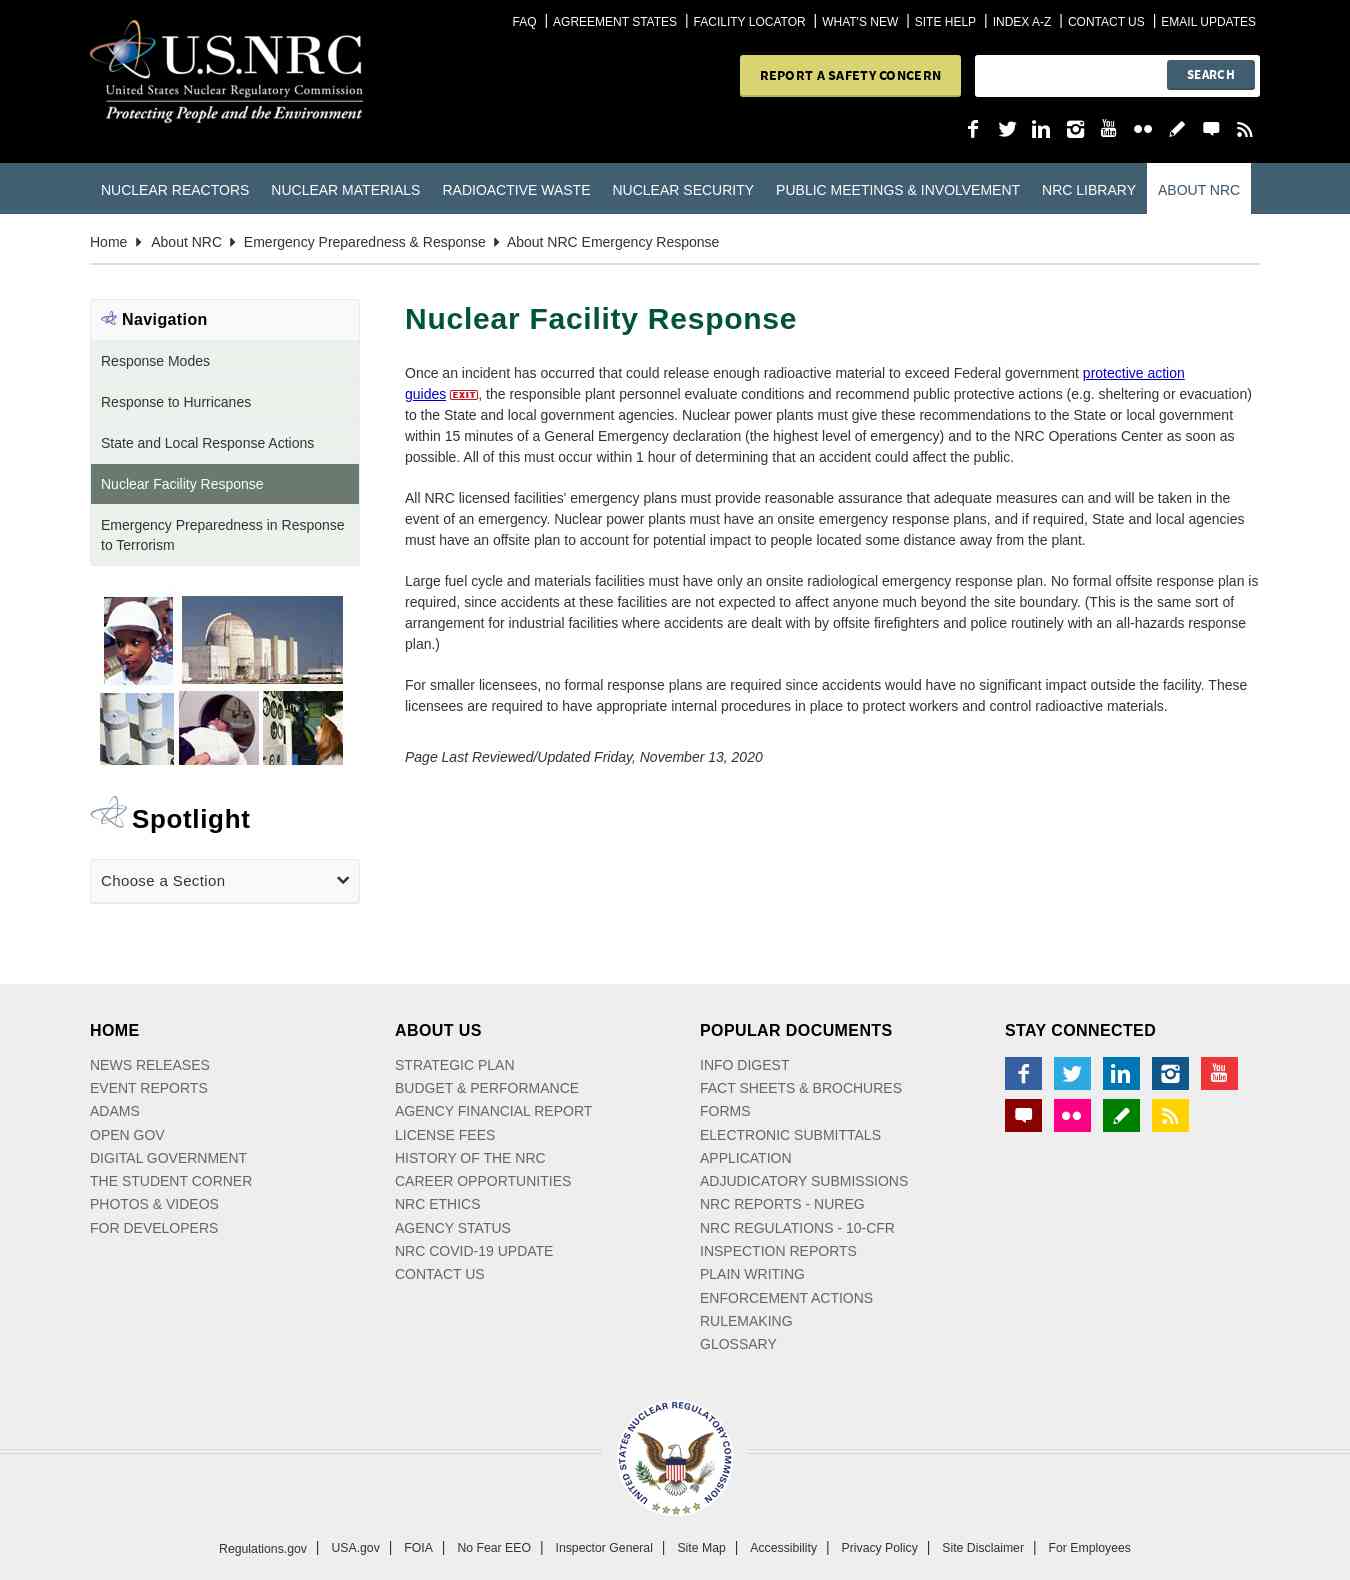 FAQ | AGREEMENT STATES | FACILITY LOCATOR | WHAT'S NEW | SITE HELP | INDEX A-Z | CONTACT US | EMAIL UPDATES
U.S.NRC
United States Nuclear Regulatory Commission
Protecting People and the Environment
REPORT A SAFETY CONCERN
SEARCH
You
Tube
NUCLEAR REACTORS NUCLEAR MATERIALS RADIOACTIVE WASTE NUCLEAR SECURITY PUBLIC MEETINGS & INVOLVEMENT NRC LIBRARY ABOUT NRC
Home About NRC Emergency Preparedness & Response About NRC Emergency Response
Navigation
Response Modes
Response to Hurricanes
State and Local Response Actions
Nuclear Facility Response
Emergency Preparedness in Response
to Terrorism
Spotlight
Choose a Section
Nuclear Facility Response
Once an incident has occurred that could release enough radioactive material to exceed Federal government protective action
guides EXIT, the responsible plant personnel evaluate conditions and recommend public protective actions (e.g. sheltering or evacuation)
to the State and local government agencies. Nuclear power plants must give these recommendations to the State or local government
within 15 minutes of a General Emergency declaration (the highest level of emergency) and to the NRC Operations Center as soon as
possible. All of this must occur within 1 hour of determining that an accident could affect the public.
All NRC licensed facilities' emergency plans must provide reasonable assurance that adequate measures can and will be taken in the
event of an emergency. Nuclear power plants must have an onsite emergency response plans, and if required, State and local agencies
must have an offsite plan to account for potential impact to people located some distance away from the plant.
Large fuel cycle and materials facilities must have only an onsite radiological emergency response plan. No formal offsite response plan is
required, since accidents at these facilities are not expected to affect anyone much beyond the site boundary. (This is the same sort of
arrangement for industrial facilities where accidents are dealt with by offsite firefighters and police routinely with an all-hazards response
plan.)
For smaller licensees, no formal response plans are required since accidents would have no significant impact outside the facility. These
licensees are required to have appropriate internal procedures in place to protect workers and control radioactive materials.
Page Last Reviewed/Updated Friday, November 13, 2020
HOME
NEWS RELEASES
EVENT REPORTS
ADAMS
OPEN GOV
DIGITAL GOVERNMENT
THE STUDENT CORNER
PHOTOS & VIDEOS
FOR DEVELOPERS
ABOUT US
STRATEGIC PLAN
BUDGET & PERFORMANCE
AGENCY FINANCIAL REPORT
LICENSE FEES
HISTORY OF THE NRC
CAREER OPPORTUNITIES
NRC ETHICS
AGENCY STATUS
NRC COVID-19 UPDATE
CONTACT US
POPULAR DOCUMENTS
INFO DIGEST
FACT SHEETS & BROCHURES
FORMS
ELECTRONIC SUBMITTALS
APPLICATION
ADJUDICATORY SUBMISSIONS
NRC REPORTS - NUREG
NRC REGULATIONS - 10-CFR
INSPECTION REPORTS
PLAIN WRITING
ENFORCEMENT ACTIONS
RULEMAKING
GLOSSARY
STAY CONNECTED
You
Tube
UNITED STATES NUCLEAR REGULATORY COMMISSION
Regulations.gov | USA.gov | FOIA | No Fear EEO | Inspector General | Site Map | Accessibility | Privacy Policy | Site Disclaimer | For Employees